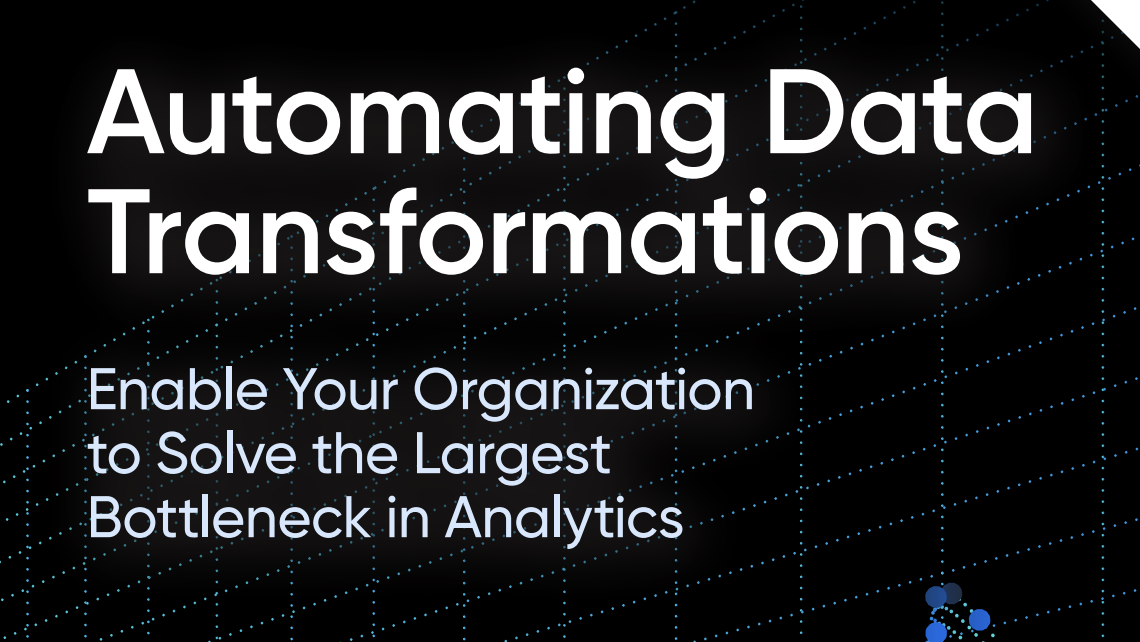 Automating Data
Transformations
Enable Your Organization
to Solve the Largest
Bottleneck in Analytics